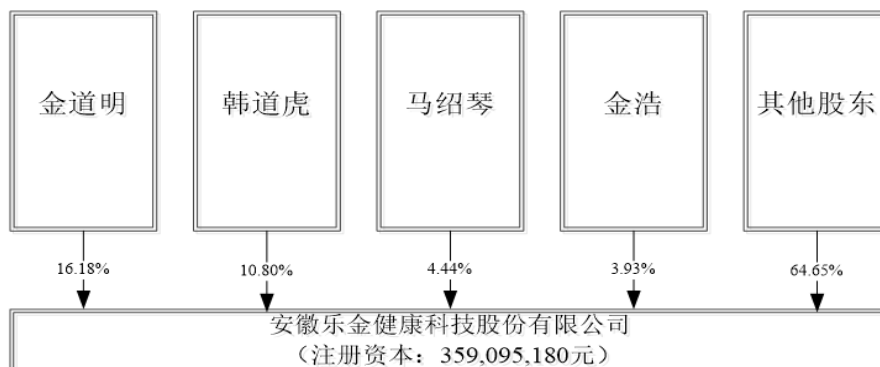 金道明
韩道虎
马绍琴
金浩
其他股东
16.18%
10.80%
4.44%
3.93%
64.65%
安徽乐金健康科技股份有限公司
（注册资本：359,095,180元）